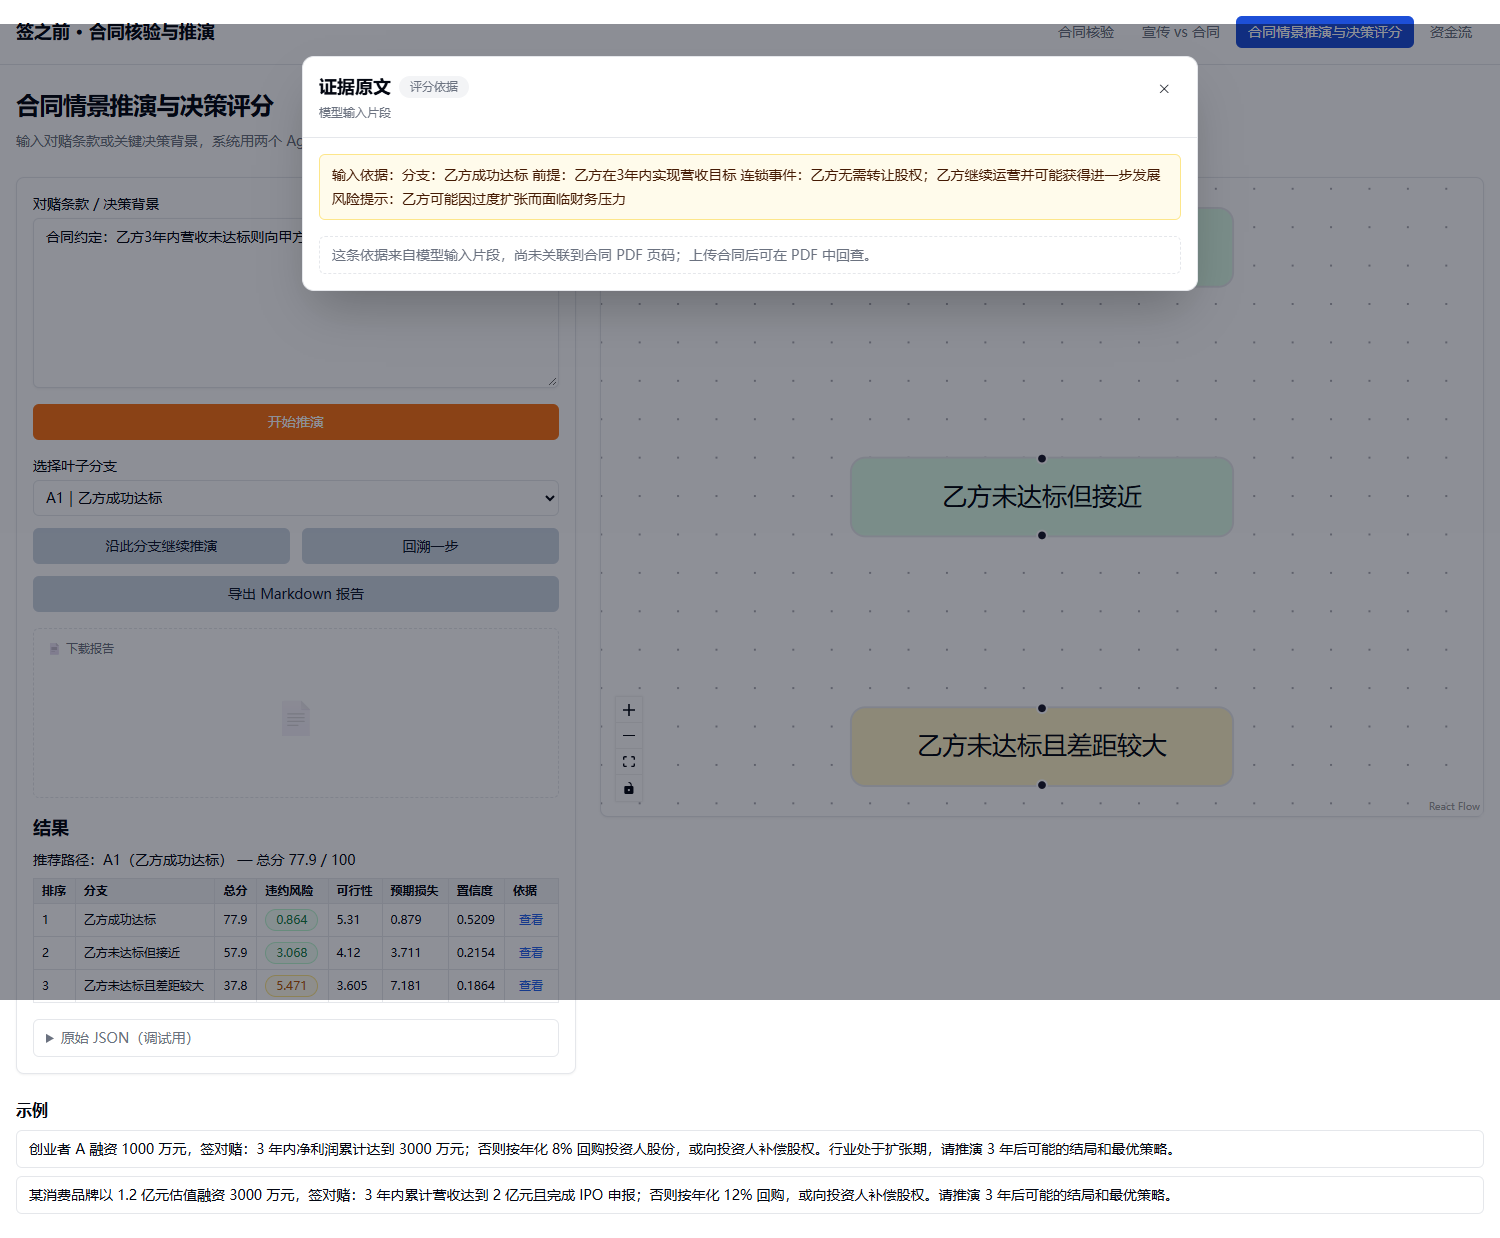 签之前・合同核验与推演
合同核验
宣传 vs 合同
合同情景推演与决策评分
资金流
合同情景推演与决策评分
输入对赌条款或关键决策背景，系统用两个 Ag
证据原文
评分依据
模型输入片段
×
输入依据：分支：乙方成功达标 前提：乙方在3年内实现营收目标 连锁事件：乙方无需转让股权；乙方继续运营并可能获得进一步发展
风险提示：乙方可能因过度扩张而面临财务压力
这条依据来自模型输入片段，尚未关联到合同 PDF 页码；上传合同后可在 PDF 中回查。
对赌条款 / 决策背景
合同约定：乙方3年内营收未达标则向甲方
开始推演
选择叶子分支
A1｜乙方成功达标
沿此分支继续推演
回溯一步
导出 Markdown 报告
下载报告
结果
推荐路径：A1（乙方成功达标） — 总分 77.9 / 100
排序 分支 总分 违约风险 可行性 预期损失 置信度 依据
1 乙方成功达标 77.9 0.864 5.31 0.879 0.5209 查看
2 乙方未达标但接近 57.9 3.068 4.12 3.711 0.2154 查看
3 乙方未达标且差距较大 37.8 5.471 3.605 7.181 0.1864 查看
原始 JSON（调试用）
乙方未达标但接近
乙方未达标且差距较大
React Flow
示例
创业者 A 融资 1000 万元，签对赌：3 年内净利润累计达到 3000 万元；否则按年化 8% 回购投资人股份，或向投资人补偿股权。行业处于扩张期，请推演 3 年后可能的结局和最优策略。
某消费品牌以 1.2 亿元估值融资 3000 万元，签对赌：3 年内累计营收达到 2 亿元且完成 IPO 申报；否则按年化 12% 回购，或向投资人补偿股权。请推演 3 年后可能的结局和最优策略。